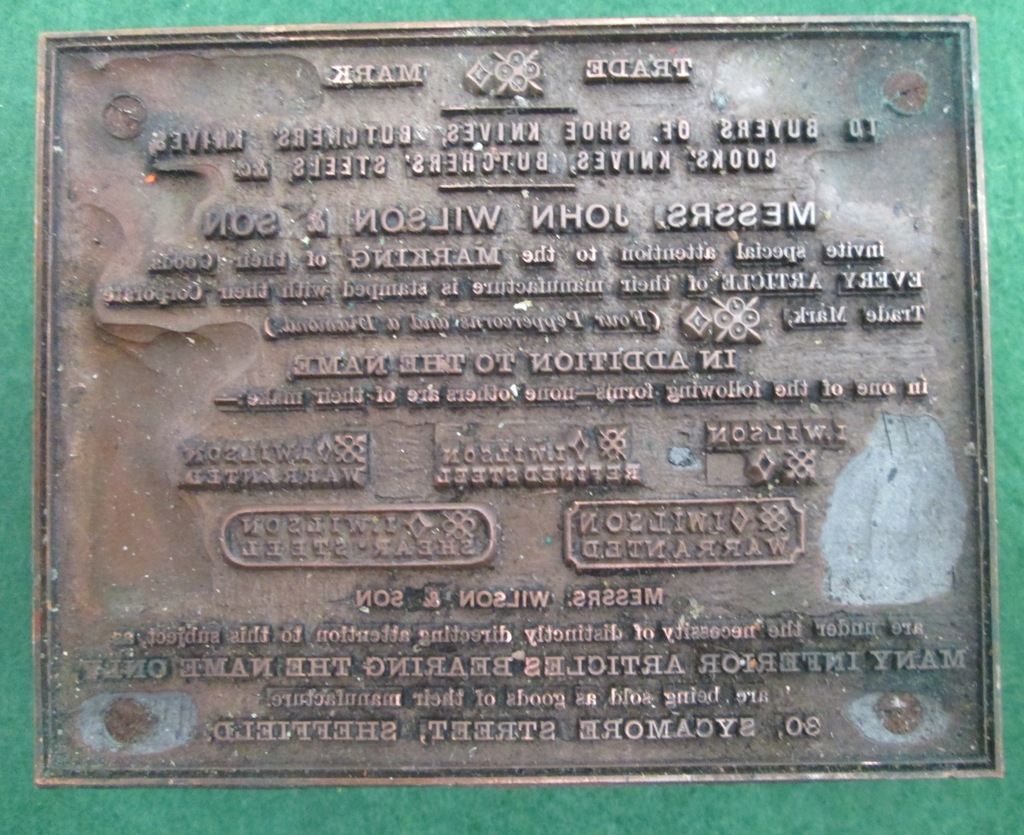 TRADE MARK
TO BUYERS OF SHOE KNIVES, BUTCHERS' KNIVES,
COOKS' KNIVES, BUTCHERS' STEELS, &c.
MESSRS. JOHN WILSON & SON
invite special attention to the MARKING of their Goods.
EVERY ARTICLE of their manufacture is stamped with their Corporate
Trade Mark, (Four Peppercorns and a Diamond,)
IN ADDITION TO THE NAME
in one of the following forms—none others are of their make:—
I. WILSON
I. WILSON
REFINED STEEL
I. WILSON
WARRANTED
I. WILSON
WARRANTED
I. WILSON
SHEAR STEEL
MESSRS. WILSON & SON
are under the necessity of distinctly directing attention to this subject, as
MANY INFERIOR ARTICLES BEARING THE NAME ONLY
are being sold as goods of their manufacture.
30, SYCAMORE STREET, SHEFFIELD.